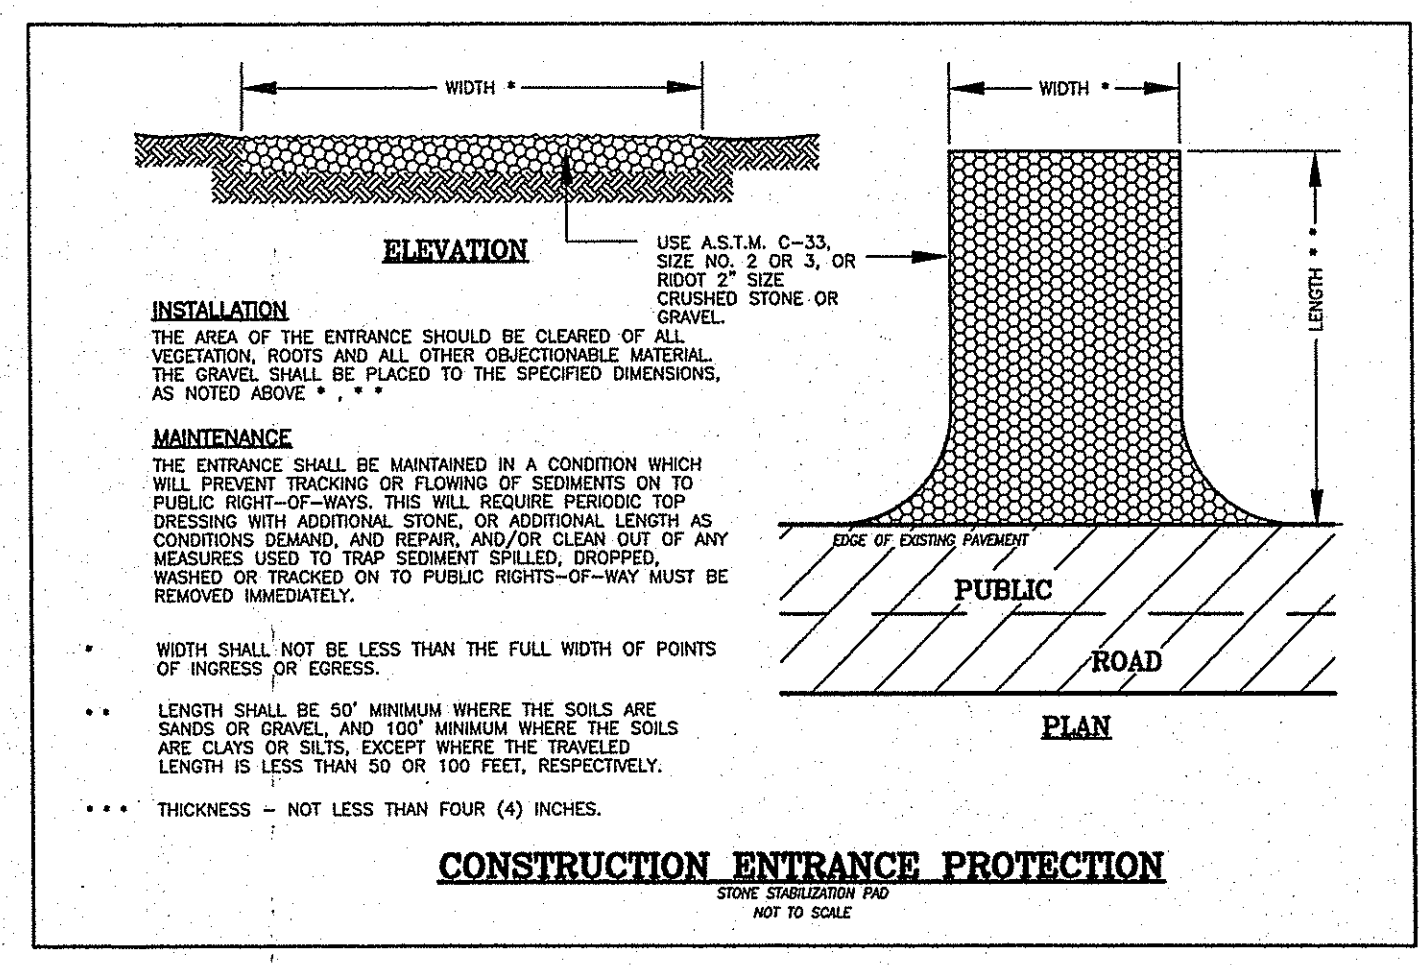 WIDTH *
WIDTH *
LENGTH * *
ELEVATION
USE A.S.T.M. C-33,
SIZE NO. 2 OR 3, OR
RIDOT 2" SIZE
CRUSHED STONE OR
GRAVEL.
INSTALLATION
THE AREA OF THE ENTRANCE SHOULD BE CLEARED OF ALL
VEGETATION, ROOTS AND ALL OTHER OBJECTIONABLE MATERIAL.
THE GRAVEL SHALL BE PLACED TO THE SPECIFIED DIMENSIONS,
AS NOTED ABOVE * , * *
MAINTENANCE
THE ENTRANCE SHALL BE MAINTAINED IN A CONDITION WHICH
WILL PREVENT TRACKING OR FLOWING OF SEDIMENTS ON TO
PUBLIC RIGHT-OF-WAYS. THIS WILL REQUIRE PERIODIC TOP
DRESSING WITH ADDITIONAL STONE, OR ADDITIONAL LENGTH AS
CONDITIONS DEMAND, AND REPAIR, AND/OR CLEAN OUT OF ANY
MEASURES USED TO TRAP SEDIMENT SPILLED, DROPPED,
WASHED OR TRACKED ON TO PUBLIC RIGHTS-OF-WAY MUST BE
REMOVED IMMEDIATELY.
* WIDTH SHALL NOT BE LESS THAN THE FULL WIDTH OF POINTS
OF INGRESS OR EGRESS.
* * LENGTH SHALL BE 50' MINIMUM WHERE THE SOILS ARE
SANDS OR GRAVEL, AND 100' MINIMUM WHERE THE SOILS
ARE CLAYS OR SILTS, EXCEPT WHERE THE TRAVELED
LENGTH IS LESS THAN 50 OR 100 FEET, RESPECTIVELY.
* * * THICKNESS - NOT LESS THAN FOUR (4) INCHES.
EDGE OF EXISTING PAVEMENT
PUBLIC
ROAD
PLAN
CONSTRUCTION ENTRANCE PROTECTION
STONE STABILIZATION PAD
NOT TO SCALE